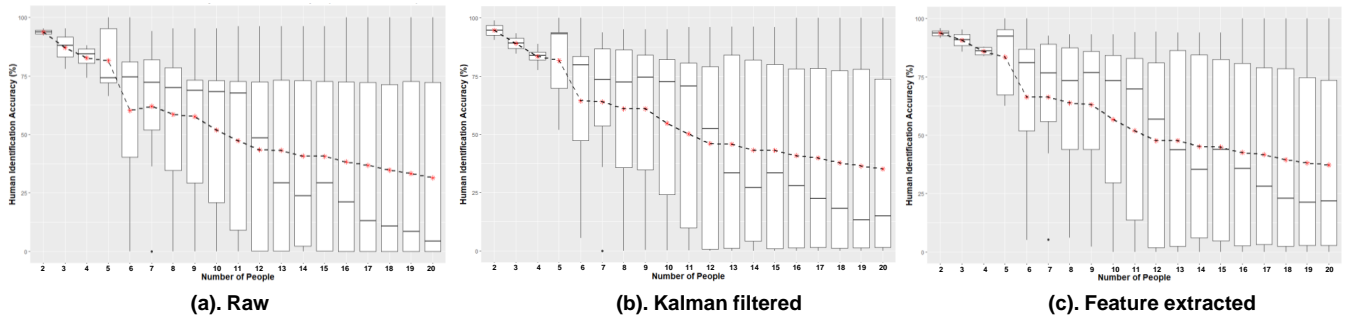 Human Identification Accuracy (%)
100
75
50
25
0
2 3 4 5 6 7 8 9 10 11 12 13 14 15 16 17 18 19 20
Number of People
(a). Raw
Human Identification Accuracy (%)
100
75
50
25
0
2 3 4 5 6 7 8 9 10 11 12 13 14 15 16 17 18 19 20
Number of People
(b). Kalman filtered
Human Identification Accuracy (%)
100
75
50
25
0
2 3 4 5 6 7 8 9 10 11 12 13 14 15 16 17 18 19 20
Number of People
(c). Feature extracted